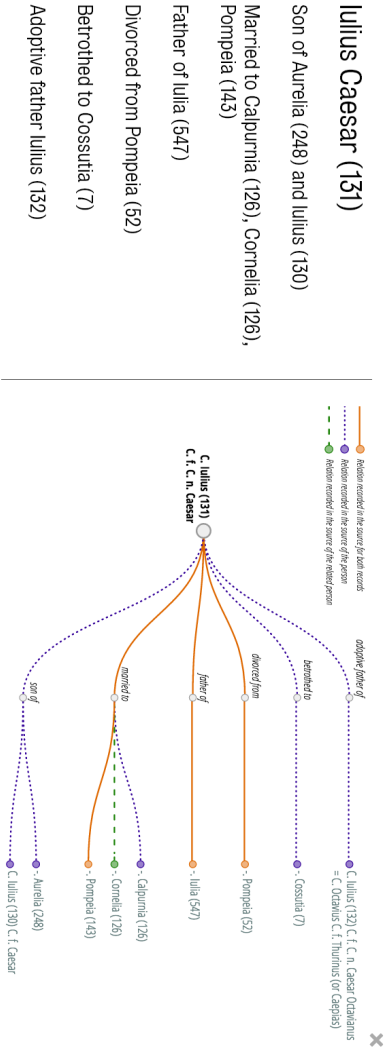 Iulius Caesar (131)
Son of Aurelia (248) and Iulius (130)
Married to Calpurnia (126), Cornelia (126),
Pompeia (143)
Father of Iulia (547)
Divorced from Pompeia (52)
Betrothed to Cossutia (7)
Adoptive father Iulius (132)
Relation recorded in the source for both records
Relation recorded in the source of the person
Relation recorded in the source of the related person
C. Iulius (131)
C. f. C. n. Caesar
adoptive father of
C. Iulius (132) C. f. C. n. Caesar Octavianus
= C. Octavius C. f. Thurinus (or Caepias)
betrothed to
-. Cossutia (7)
divorced from
-. Pompeia (52)
father of
-. Iulia (547)
married to
-. Calpurnia (126)
-. Cornelia (126)
-. Pompeia (143)
son of
-. Aurelia (248)
C. Iulius (130) C. f. Caesar